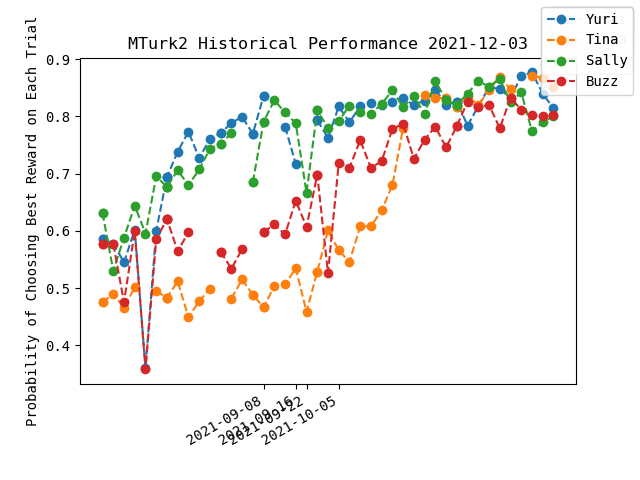 MTurk2 Historical Performance 2021-12-03
Yuri
Tina
Sally
Buzz
Probability of Choosing Best Reward on Each Trial
0.9
0.8
0.7
0.6
0.5
0.4
2021-09-08
2021-09-16
2021-09-22
2021-10-05